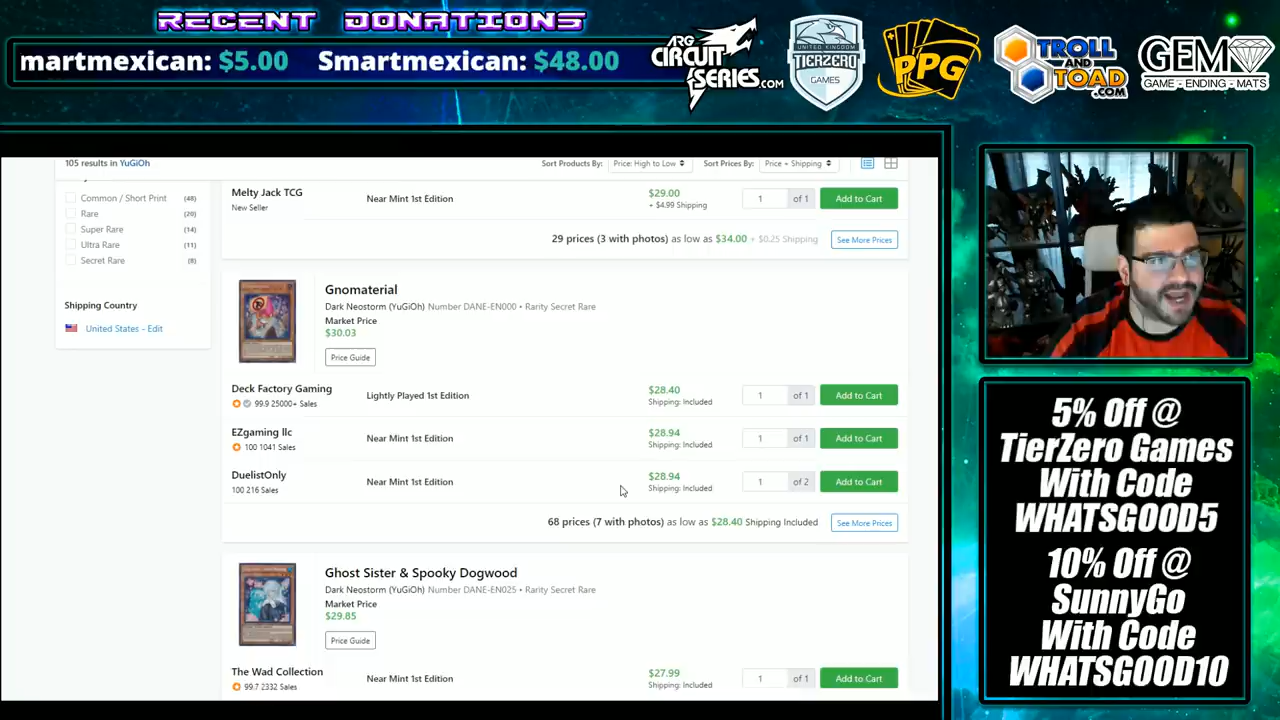 RECENT DONATIONS
martmexican: $5.00 Smartmexican: $48.00
ARG
CIRCUIT
SERIES.COM
UNITED KINGDOM
TIERZERO
GAMES
PPG
TROLL
AND
TOAD
.COM
GEM
GAME - ENDING - MATS
105 results in YuGiOh
Sort Products By: Price: High to Low Sort Prices By: Price + Shipping
Common / Short Print (48)
Rare (20)
Super Rare (14)
Ultra Rare (11)
Secret Rare (8)
Shipping Country
United States - Edit
Melty Jack TCG
New Seller
Near Mint 1st Edition
$29.00
+ $4.99 Shipping
1 of 1
Add to Cart
29 prices (3 with photos) as low as $34.00 + $0.25 Shipping
See More Prices
Gnomaterial
Dark Neostorm (YuGiOh) Number DANE-EN000 • Rarity Secret Rare
Market Price
$30.03
Price Guide
Deck Factory Gaming
99.9 25000+ Sales
Lightly Played 1st Edition
$28.40
Shipping: Included
1 of 1
Add to Cart
EZgaming llc
100 1041 Sales
Near Mint 1st Edition
$28.94
Shipping: Included
1 of 1
Add to Cart
DuelistOnly
100 216 Sales
Near Mint 1st Edition
$28.94
Shipping: Included
1 of 2
Add to Cart
68 prices (7 with photos) as low as $28.40 Shipping Included
See More Prices
Ghost Sister & Spooky Dogwood
Dark Neostorm (YuGiOh) Number DANE-EN025 • Rarity Secret Rare
Market Price
$29.85
Price Guide
The Wad Collection
99.7 2332 Sales
Near Mint 1st Edition
$27.99
Shipping: Included
1 of 1
Add to Cart
5% Off @
TierZero Games
With Code
WHATSGOOD5
10% Off @
SunnyGo
With Code
WHATSGOOD10